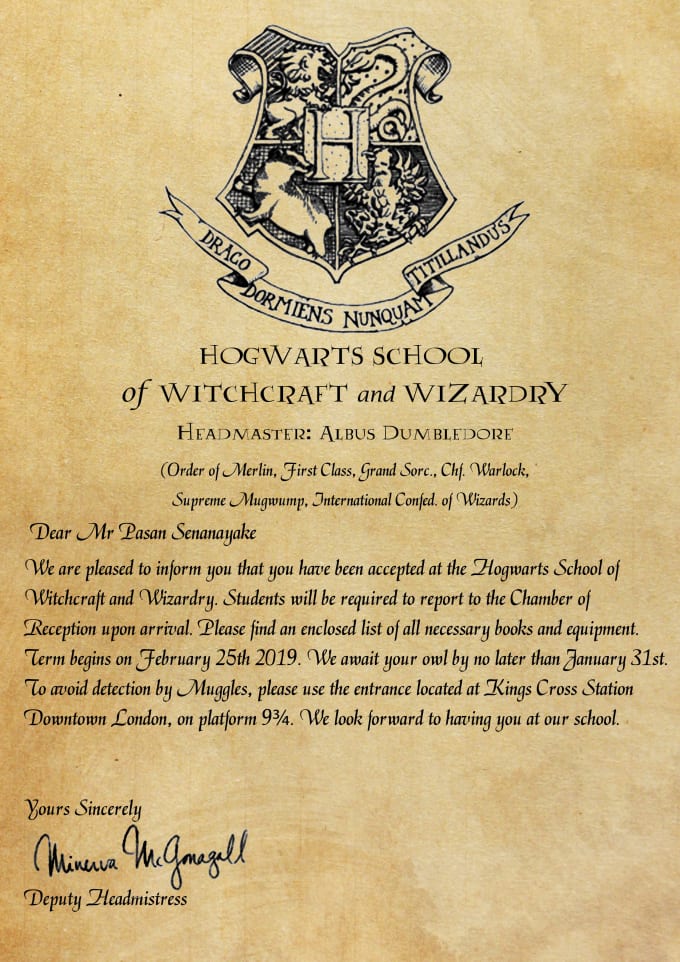 H
DRACO DORMIENS NUNQUAM TITILLANDUS
HOGWARTS SCHOOL
of WITCHCRAFT and WIZARDRY
HEADMASTER: ALBUS DUMBLEDORE
(Order of Merlin, First Class, Grand Sorc., Chf. Warlock,
Supreme Mugwump, International Confed. of Wizards)
Dear Mr Pasan Senanayake
We are pleased to inform you that you have been accepted at the Hogwarts School of
Witchcraft and Wizardry. Students will be required to report to the Chamber of
Reception upon arrival. Please find an enclosed list of all necessary books and equipment.
Term begins on February 25th 2019. We await your owl by no later than January 31st.
To avoid detection by Muggles, please use the entrance located at Kings Cross Station
Downtown London, on platform 9¾. We look forward to having you at our school.
Yours Sincerely
Minerva McGonagall
Deputy Headmistress